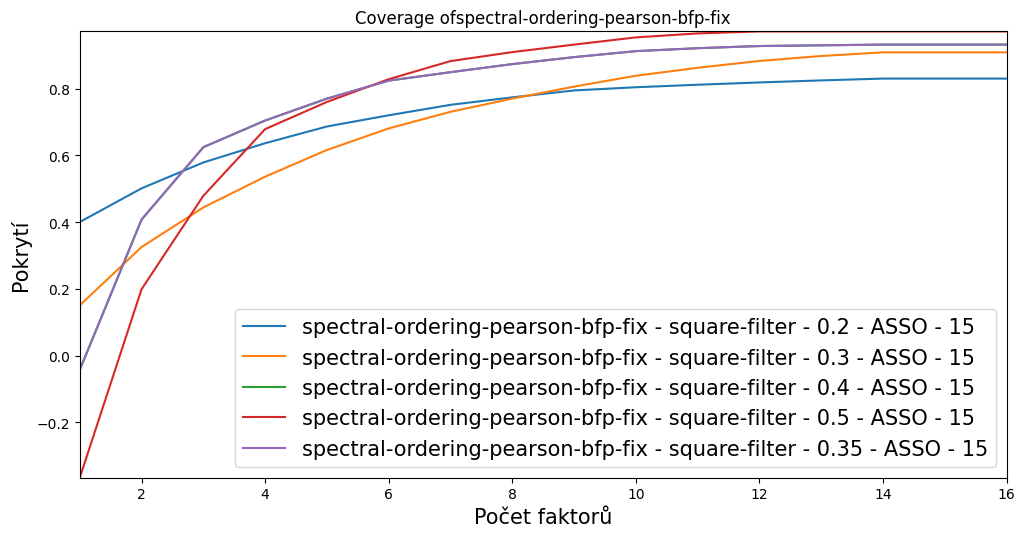 Coverage ofspectral-ordering-pearson-bfp-fix
Pokrytí
0.8
0.6
0.4
0.2
0.0
−0.2
spectral-ordering-pearson-bfp-fix - square-filter - 0.2 - ASSO - 15
spectral-ordering-pearson-bfp-fix - square-filter - 0.3 - ASSO - 15
spectral-ordering-pearson-bfp-fix - square-filter - 0.4 - ASSO - 15
spectral-ordering-pearson-bfp-fix - square-filter - 0.5 - ASSO - 15
spectral-ordering-pearson-bfp-fix - square-filter - 0.35 - ASSO - 15
2 4 6 8 10 12 14 16
Počet faktorů